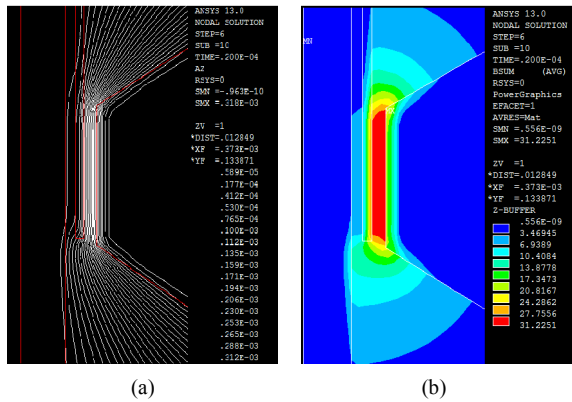 ANSYS 13.0
NODAL SOLUTION
STEP=6
SUB =10
TIME=.200E-04
AZ
RSYS=0
SMN =-.963E-10
SMX =.318E-03
ZV =1
*DIST=.012849
*XF =.373E-03
*YF =.133871
.589E-05
.177E-04
.412E-04
.530E-04
.765E-04
.100E-03
.112E-03
.135E-03
.159E-03
.171E-03
.194E-03
.206E-03
.230E-03
.253E-03
.265E-03
.288E-03
.312E-03
(a)
MN
ANSYS 13.0
NODAL SOLUTION
STEP=6
SUB =10
TIME=.200E-04
BSUM (AVG)
RSYS=0
PowerGraphics
EFACET=1
AVRES=Mat
SMN =.556E-09
SMX =31.2251
ZV =1
*DIST=.012849
*XF =.373E-03
*YF =.133871
Z-BUFFER
.556E-09
3.46945
6.9389
10.4084
13.8778
17.3473
20.8167
24.2862
27.7556
31.2251
(b)